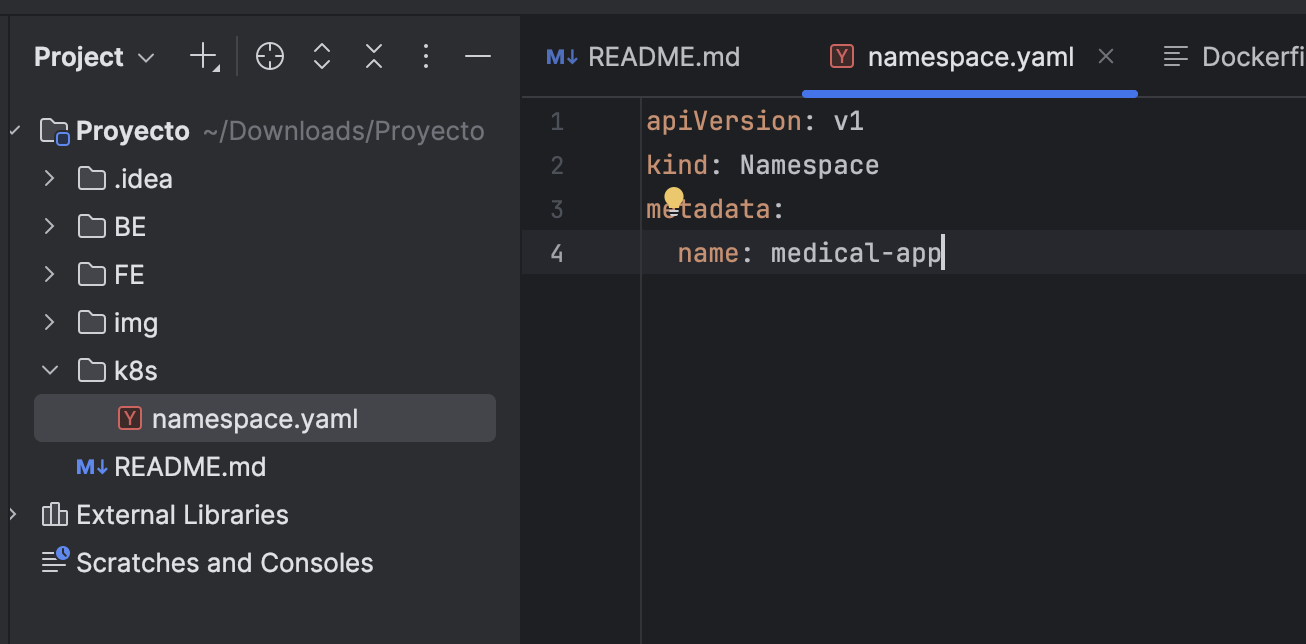 Project
README.md
namespace.yaml
Dockerfi
Proyecto ~/Downloads/Proyecto
.idea
BE
FE
img
k8s
namespace.yaml
README.md
External Libraries
Scratches and Consoles
1 apiVersion: v1
2 kind: Namespace
3 metadata:
4   name: medical-app